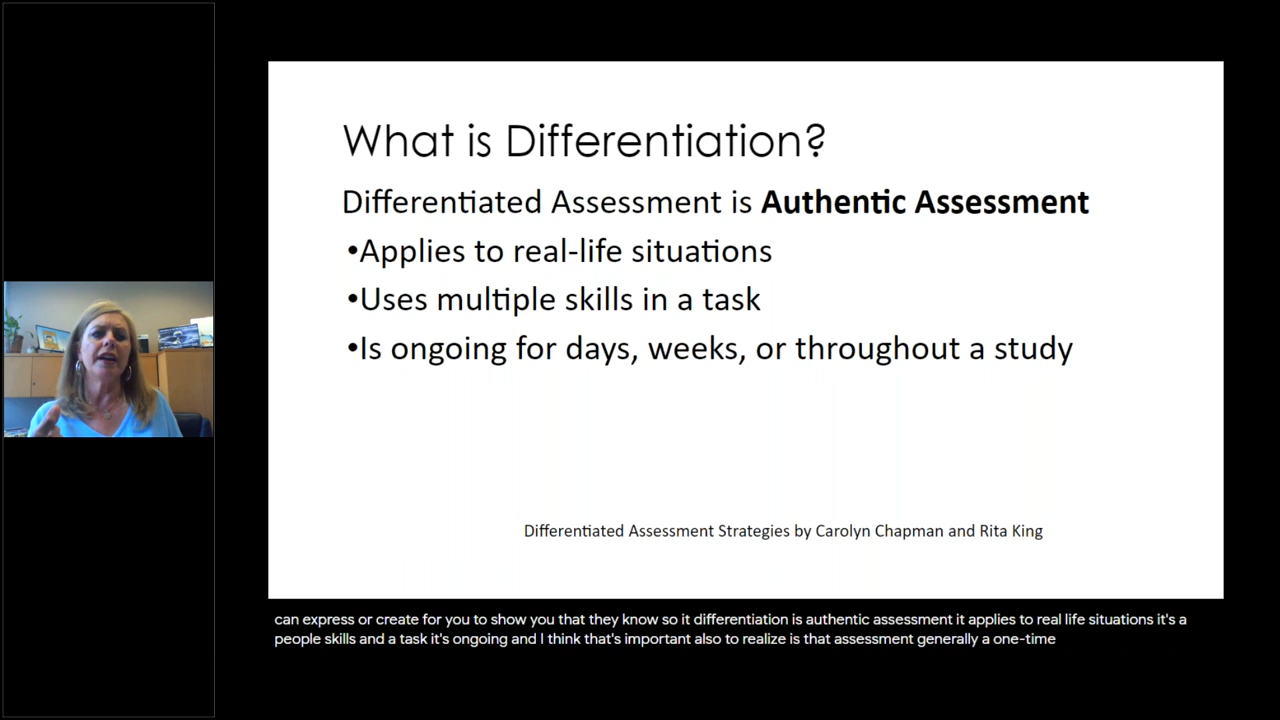 What is Differentiation?
Differentiated Assessment is Authentic Assessment
•Applies to real-life situations
•Uses multiple skills in a task
•Is ongoing for days, weeks, or throughout a study
Differentiated Assessment Strategies by Carolyn Chapman and Rita King
can express or create for you to show you that they know so it differentiation is authentic assessment it applies to real life situations it's a
people skills and a task it's ongoing and I think that's important also to realize is that assessment generally a one-time